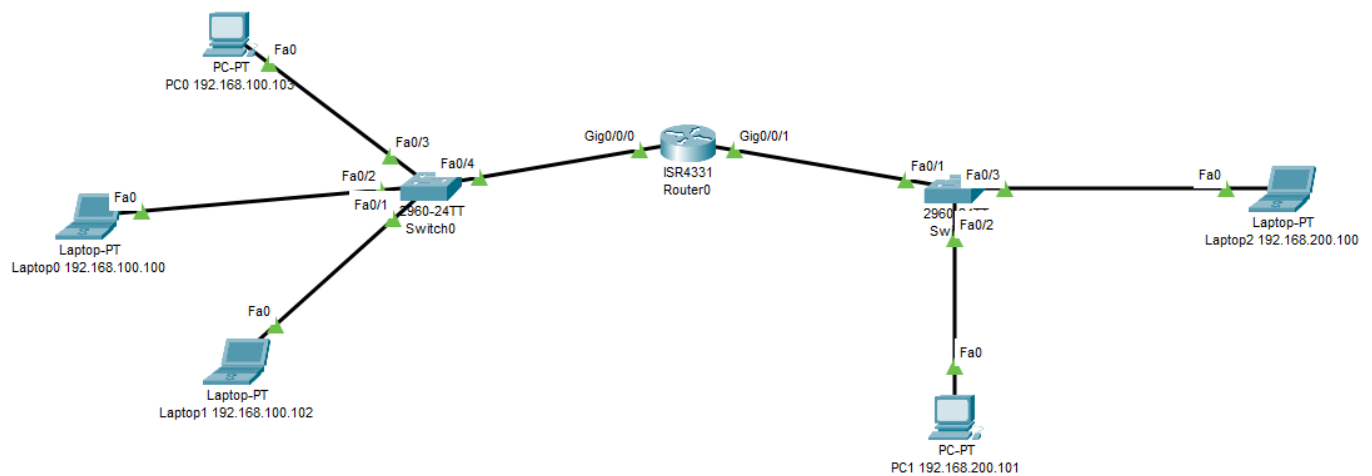 Fa0
PC-PT
PC0 192.168.100.103
Fa0/3
Fa0/2
Fa0/4
Fa0/1
2960-24TT
Switch0
Fa0
Laptop-PT
Laptop0 192.168.100.100
Fa0
Laptop-PT
Laptop1 192.168.100.102
Gig0/0/0
Gig0/0/1
ISR4331
Router0
Fa0/1
Fa0/3
Fa0/2
Fa0
Laptop-PT
Laptop2 192.168.200.100
Fa0
PC-PT
PC1 192.168.200.101